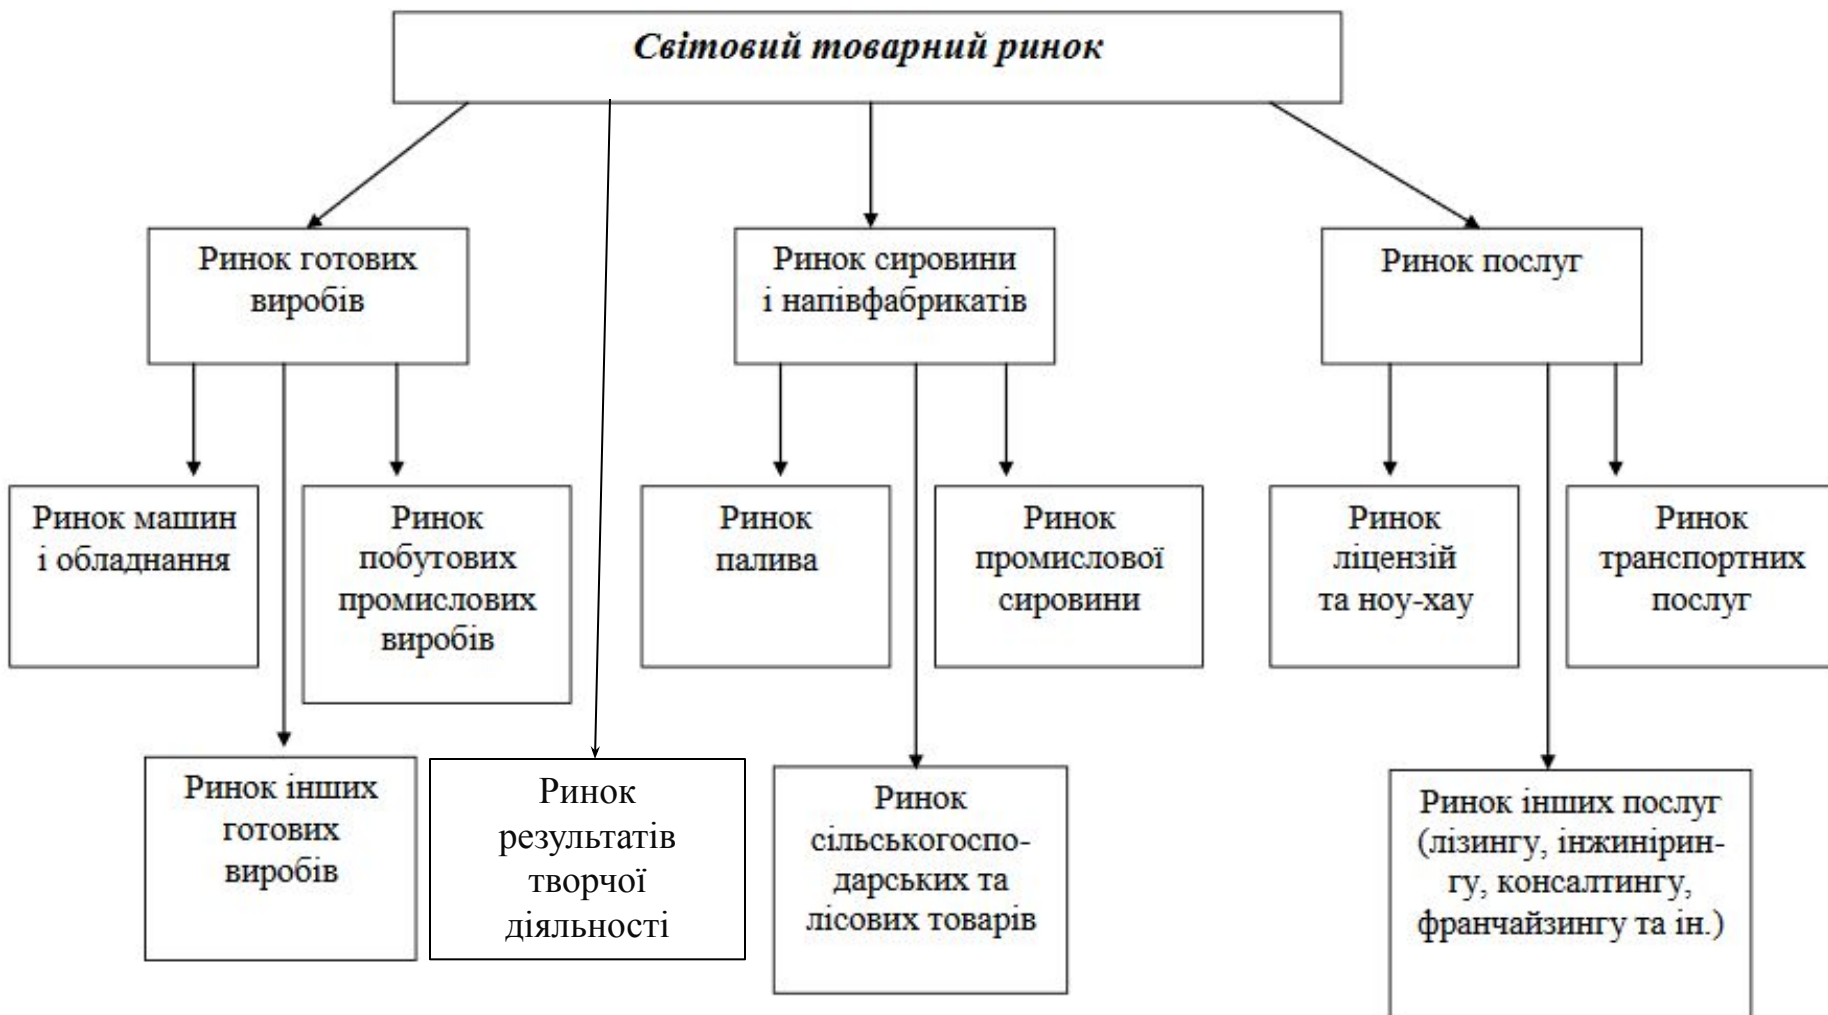 Світовий товарний ринок
Ринок готових
виробів
Ринок сировини
і напівфабрикатів
Ринок послуг
Ринок машин
і обладнання
Ринок
побутових
промислових
виробів
Ринок
палива
Ринок
промислової
сировини
Ринок
ліцензій
та ноу-хау
Ринок
транспортних
послуг
Ринок інших
готових
виробів
Ринок
результатів
творчої
діяльності
Ринок
сільськогоспо-
дарських та
лісових товарів
Ринок інших послуг
(лізингу, інжинірин-
гу, консалтингу,
франчайзингу та ін.)